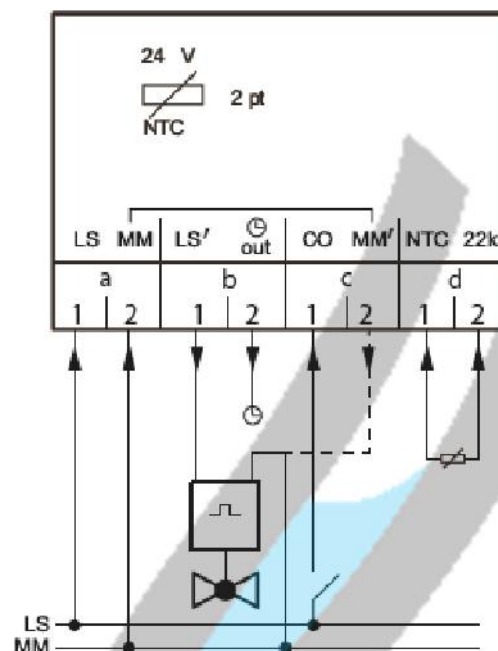 24 V
2 pt
NTC
LS MM LS′ out CO MM′ NTC 22k
a b c d
1 2 1 2 1 2 1 2
LS
MM